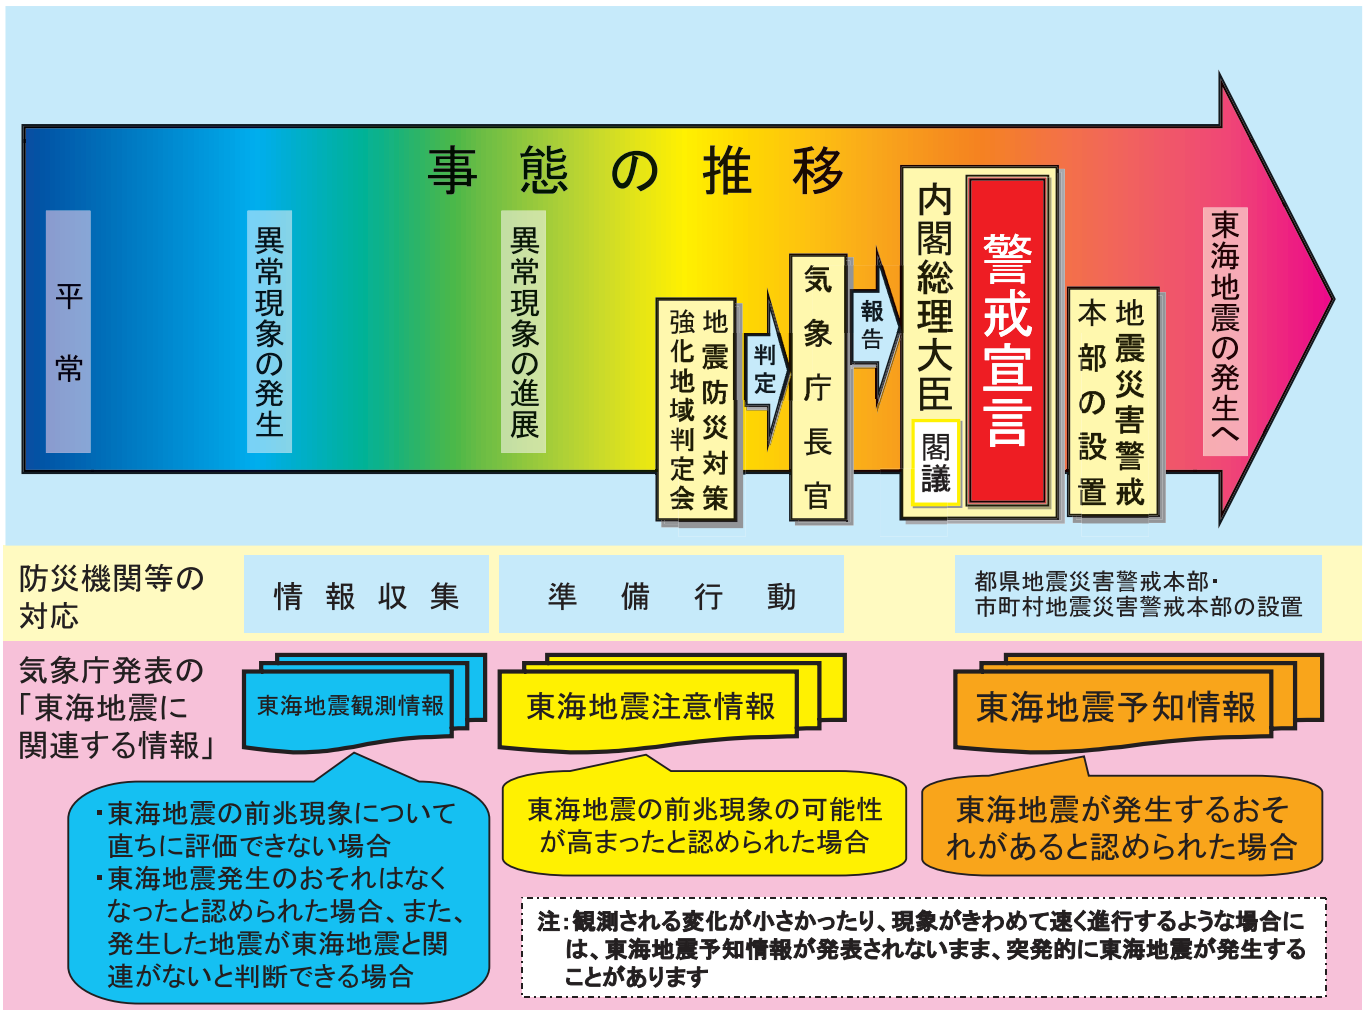 事態の推移
平常
異常現象の発生
異常現象の進展
地震防災対策
強化地域判定会
判定
気象庁長官
報告
内閣総理大臣
閣議
警戒宣言
地震災害警戒
本部の設置
東海地震の発生へ
防災機関等の
対応
情報収集
準備行動
都県地震災害警戒本部・
市町村地震災害警戒本部の設置
気象庁発表の
「東海地震に
関連する情報」
東海地震観測情報
東海地震注意情報
東海地震予知情報
・東海地震の前兆現象について
直ちに評価できない場合
・東海地震発生のおそれはなく
なったと認められた場合、また、
発生した地震が東海地震と関
連がないと判断できる場合
東海地震の前兆現象の可能性
が高まったと認められた場合
東海地震が発生するおそ
れがあると認められた場合
注：観測される変化が小さかったり、現象がきわめて速く進行するような場合に
は、東海地震予知情報が発表されないまま、突発的に東海地震が発生する
ことがあります